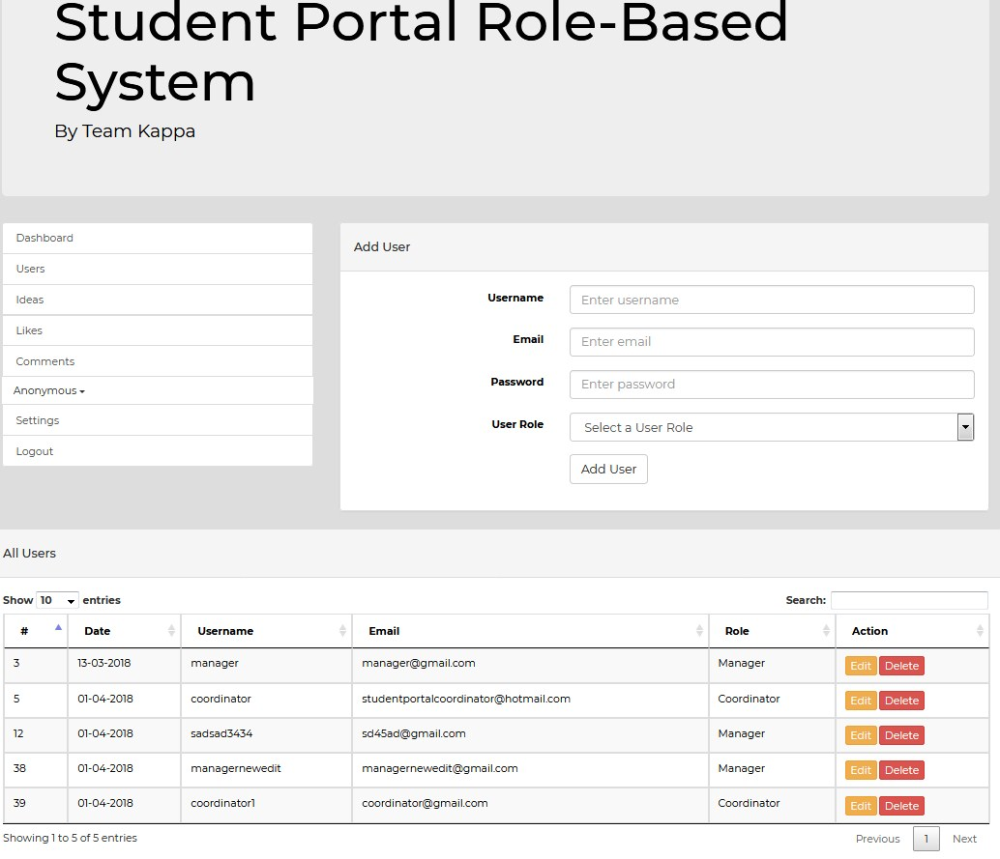 Student Portal Role-Based
System
By Team Kappa
Dashboard
Users
Ideas
Likes
Comments
Anonymous
Settings
Logout
Add User
Username Enter username
Email Enter email
Password Enter password
User Role Select a User Role
Add User
All Users
Show 10 entries Search:
# Date Username Email Role Action
3 13-03-2018 manager manager@gmail.com Manager Edit Delete
5 01-04-2018 coordinator studentportalcoordinator@hotmail.com Coordinator Edit Delete
12 01-04-2018 sadsad3434 sd45ad@gmail.com Manager Edit Delete
38 01-04-2018 managernewedit managernewedit@gmail.com Manager Edit Delete
39 01-04-2018 coordinator1 coordinator@gmail.com Coordinator Edit Delete
Showing 1 to 5 of 5 entries Previous 1 Next